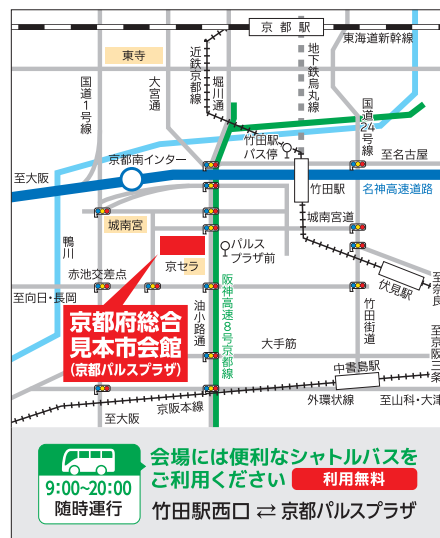 京都駅
東海道新幹線
東寺
国道1号線
大宮通
近鉄京都線
堀川通
地下鉄烏丸線
国道24号線
竹田駅
バス停
京都南インター
至名古屋
至大阪
竹田駅
名神高速道路
城南宮
城南宮道
鴨川
パルス
プラザ前
京セラ
赤池交差点
伏見駅
至奈良
至向日・長岡
京都府総合
見本市会館
(京都パルスプラザ)
油小路通
阪神高速8号京都線
竹田街道
大手筋
至京阪三条
中書島駅
京阪本線
外環状線
至山科・大津
至大阪
会場には便利なシャトルバスを
ご利用ください 利用無料
9:00~20:00
随時運行
竹田駅西口 ⇄ 京都パルスプラザ